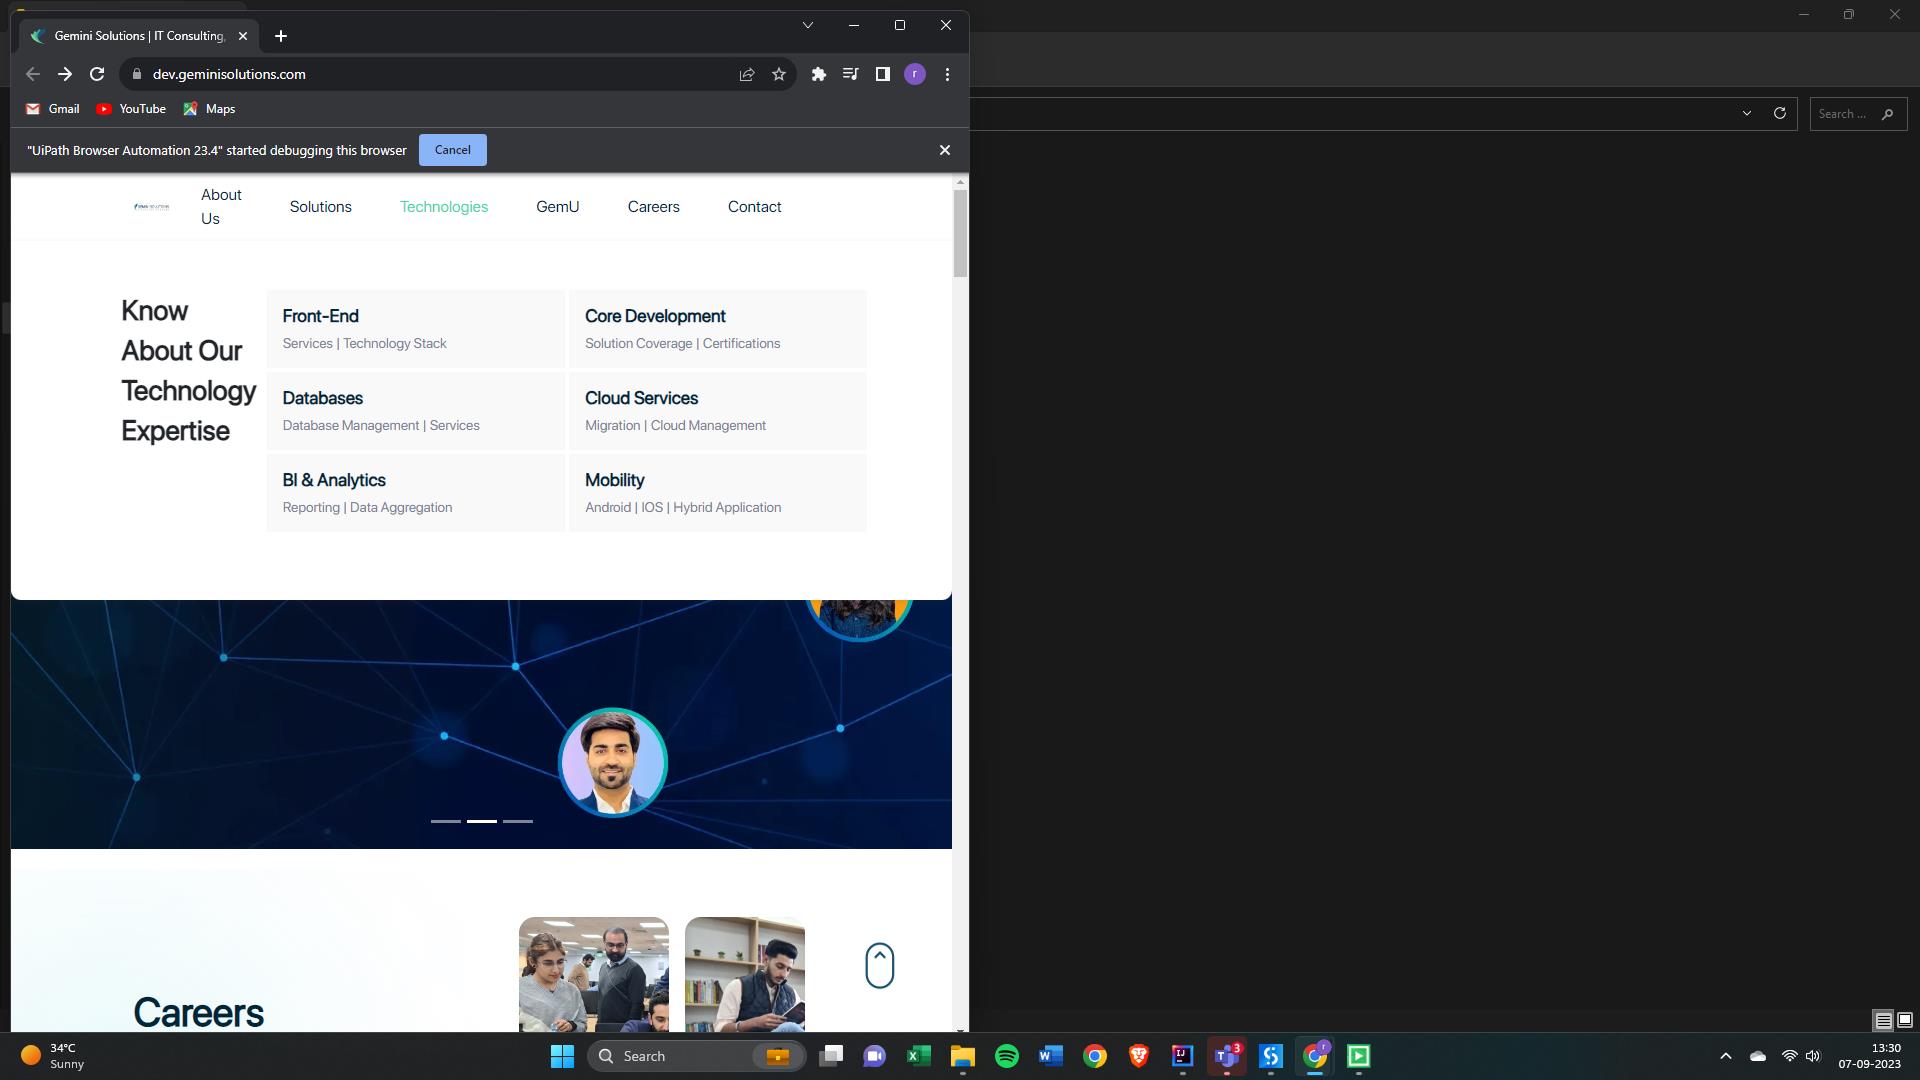 Gemini Solutions | IT Consulting,
dev.geminisolutions.com
r
Gmail
YouTube
Maps
"UiPath Browser Automation 23.4" started debugging this browser
Cancel
Search ...
About
Us
Solutions
Technologies
GemU
Careers
Contact
Know
About Our
Technology
Expertise
Front-End
Services | Technology Stack
Core Development
Solution Coverage | Certifications
Databases
Database Management | Services
Cloud Services
Migration | Cloud Management
BI & Analytics
Reporting | Data Aggregation
Mobility
Android | IOS | Hybrid Application
Careers
34°C
Sunny
Search
3
r
13:30
07-09-2023